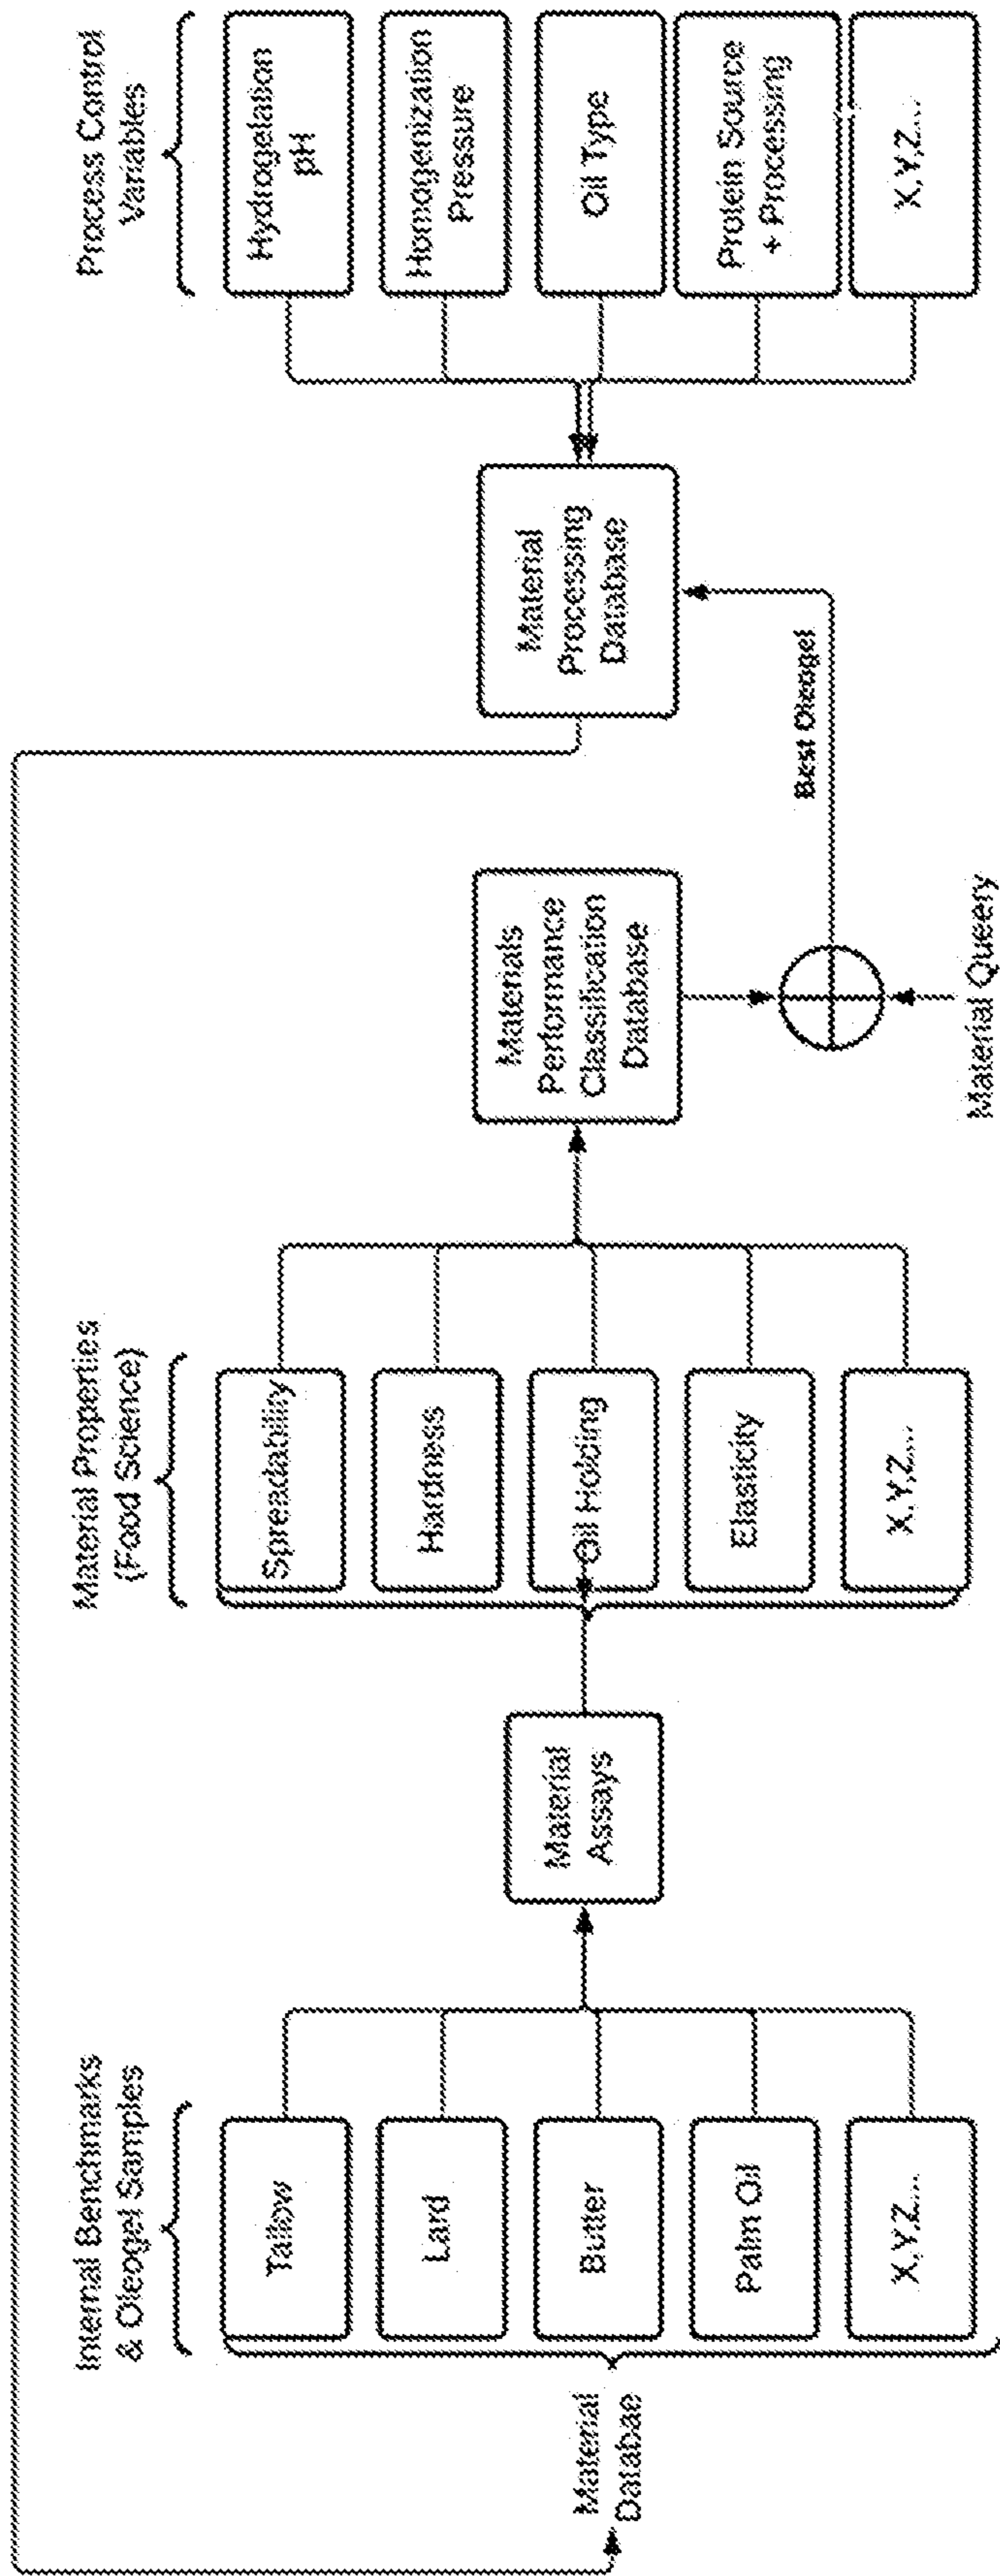 Internal Benchmarks
& Oleogel Samples
Material
Databae
Tallow
Lard
Butter
Palm Oil
X,Y,Z...
Material
Assays
Material Properties
(Food Science)
Spreadability
Hardness
Oil Holding
Elasticity
X,Y,Z...
Materials
Performance
Classification
Database
Material Queery
Best Oleogel
Material
Processing
Database
Process Control
Variables
Hydrogelation
pH
Homogenization
Pressure
Oil Type
Protein Source
+ Processing
X,Y,Z...